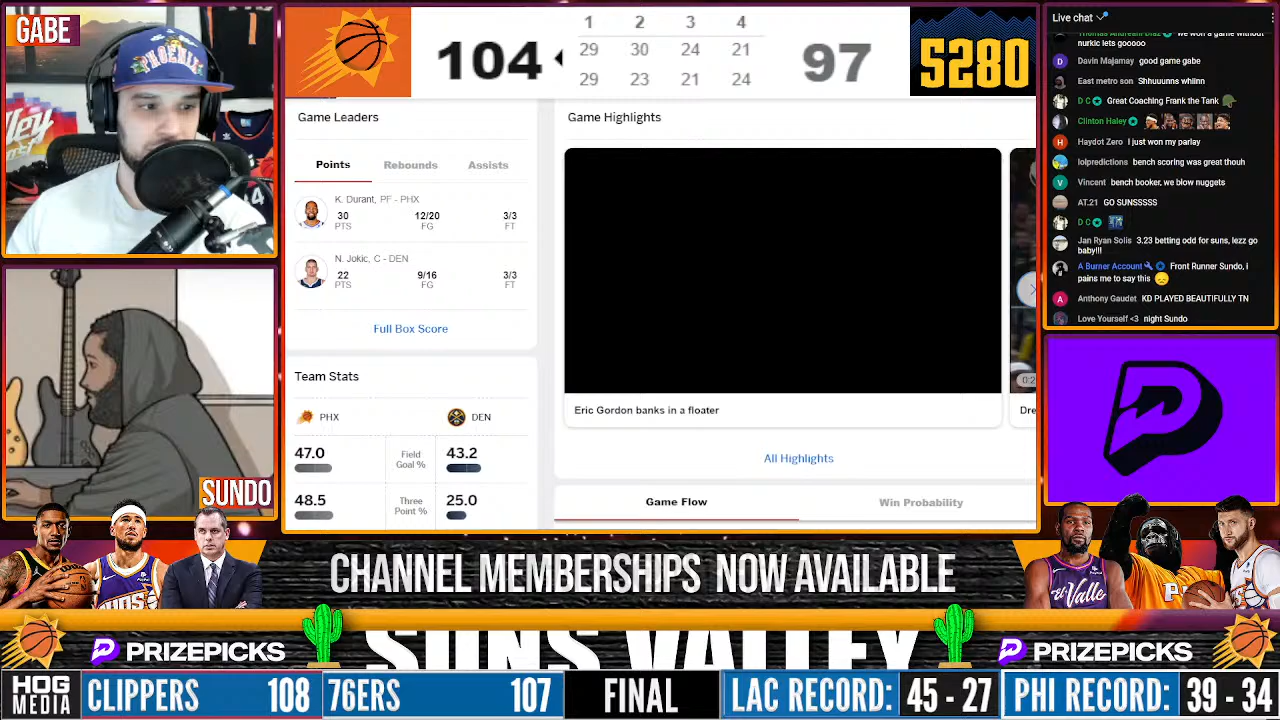 GABE
104
1 2 3 4
29 30 24 21
29 23 21 24
97
5280
Game Leaders
Points Rebounds Assists
K. Durant, PF - PHX
30 12/20 3/3
PTS FG FT
N. Jokic, C - DEN
22 9/16 3/3
PTS FG FT
Full Box Score
Team Stats
PHX DEN
47.0 Field Goal % 43.2
48.5 Three Point % 25.0
Game Highlights
Eric Gordon banks in a floater
Dre
0:2
All Highlights
Game Flow Win Probability
Live chat
we won a game without
nurkic lets goooo
Davin Majamay good game gabe
East metro son Shhuuunns whiinn
D C Great Coaching Frank the Tank
Clinton Haley
Haydot Zero I just won my parlay
lolpredictions bench scoring was great thouh
Vincent bench booker, we blow nuggets
AT.21 GO SUNSSSSS
D C
Jan Ryan Solis 3.23 betting odd for suns, lezz go
baby!!!
A Burner Account Front Runner Sundo, i
pains me to say this
Anthony Gaudet KD PLAYED BEAUTIFULLY TN
Love Yourself <3 night Sundo
SUNDO
CHANNEL MEMBERSHIPS NOW AVAILABLE
PRIZEPICKS
SUNS VALLEY
PRIZEPICKS
HOG
MEDIA
CLIPPERS 108 76ERS 107 FINAL LAC RECORD: 45 - 27 PHI RECORD: 39 - 34